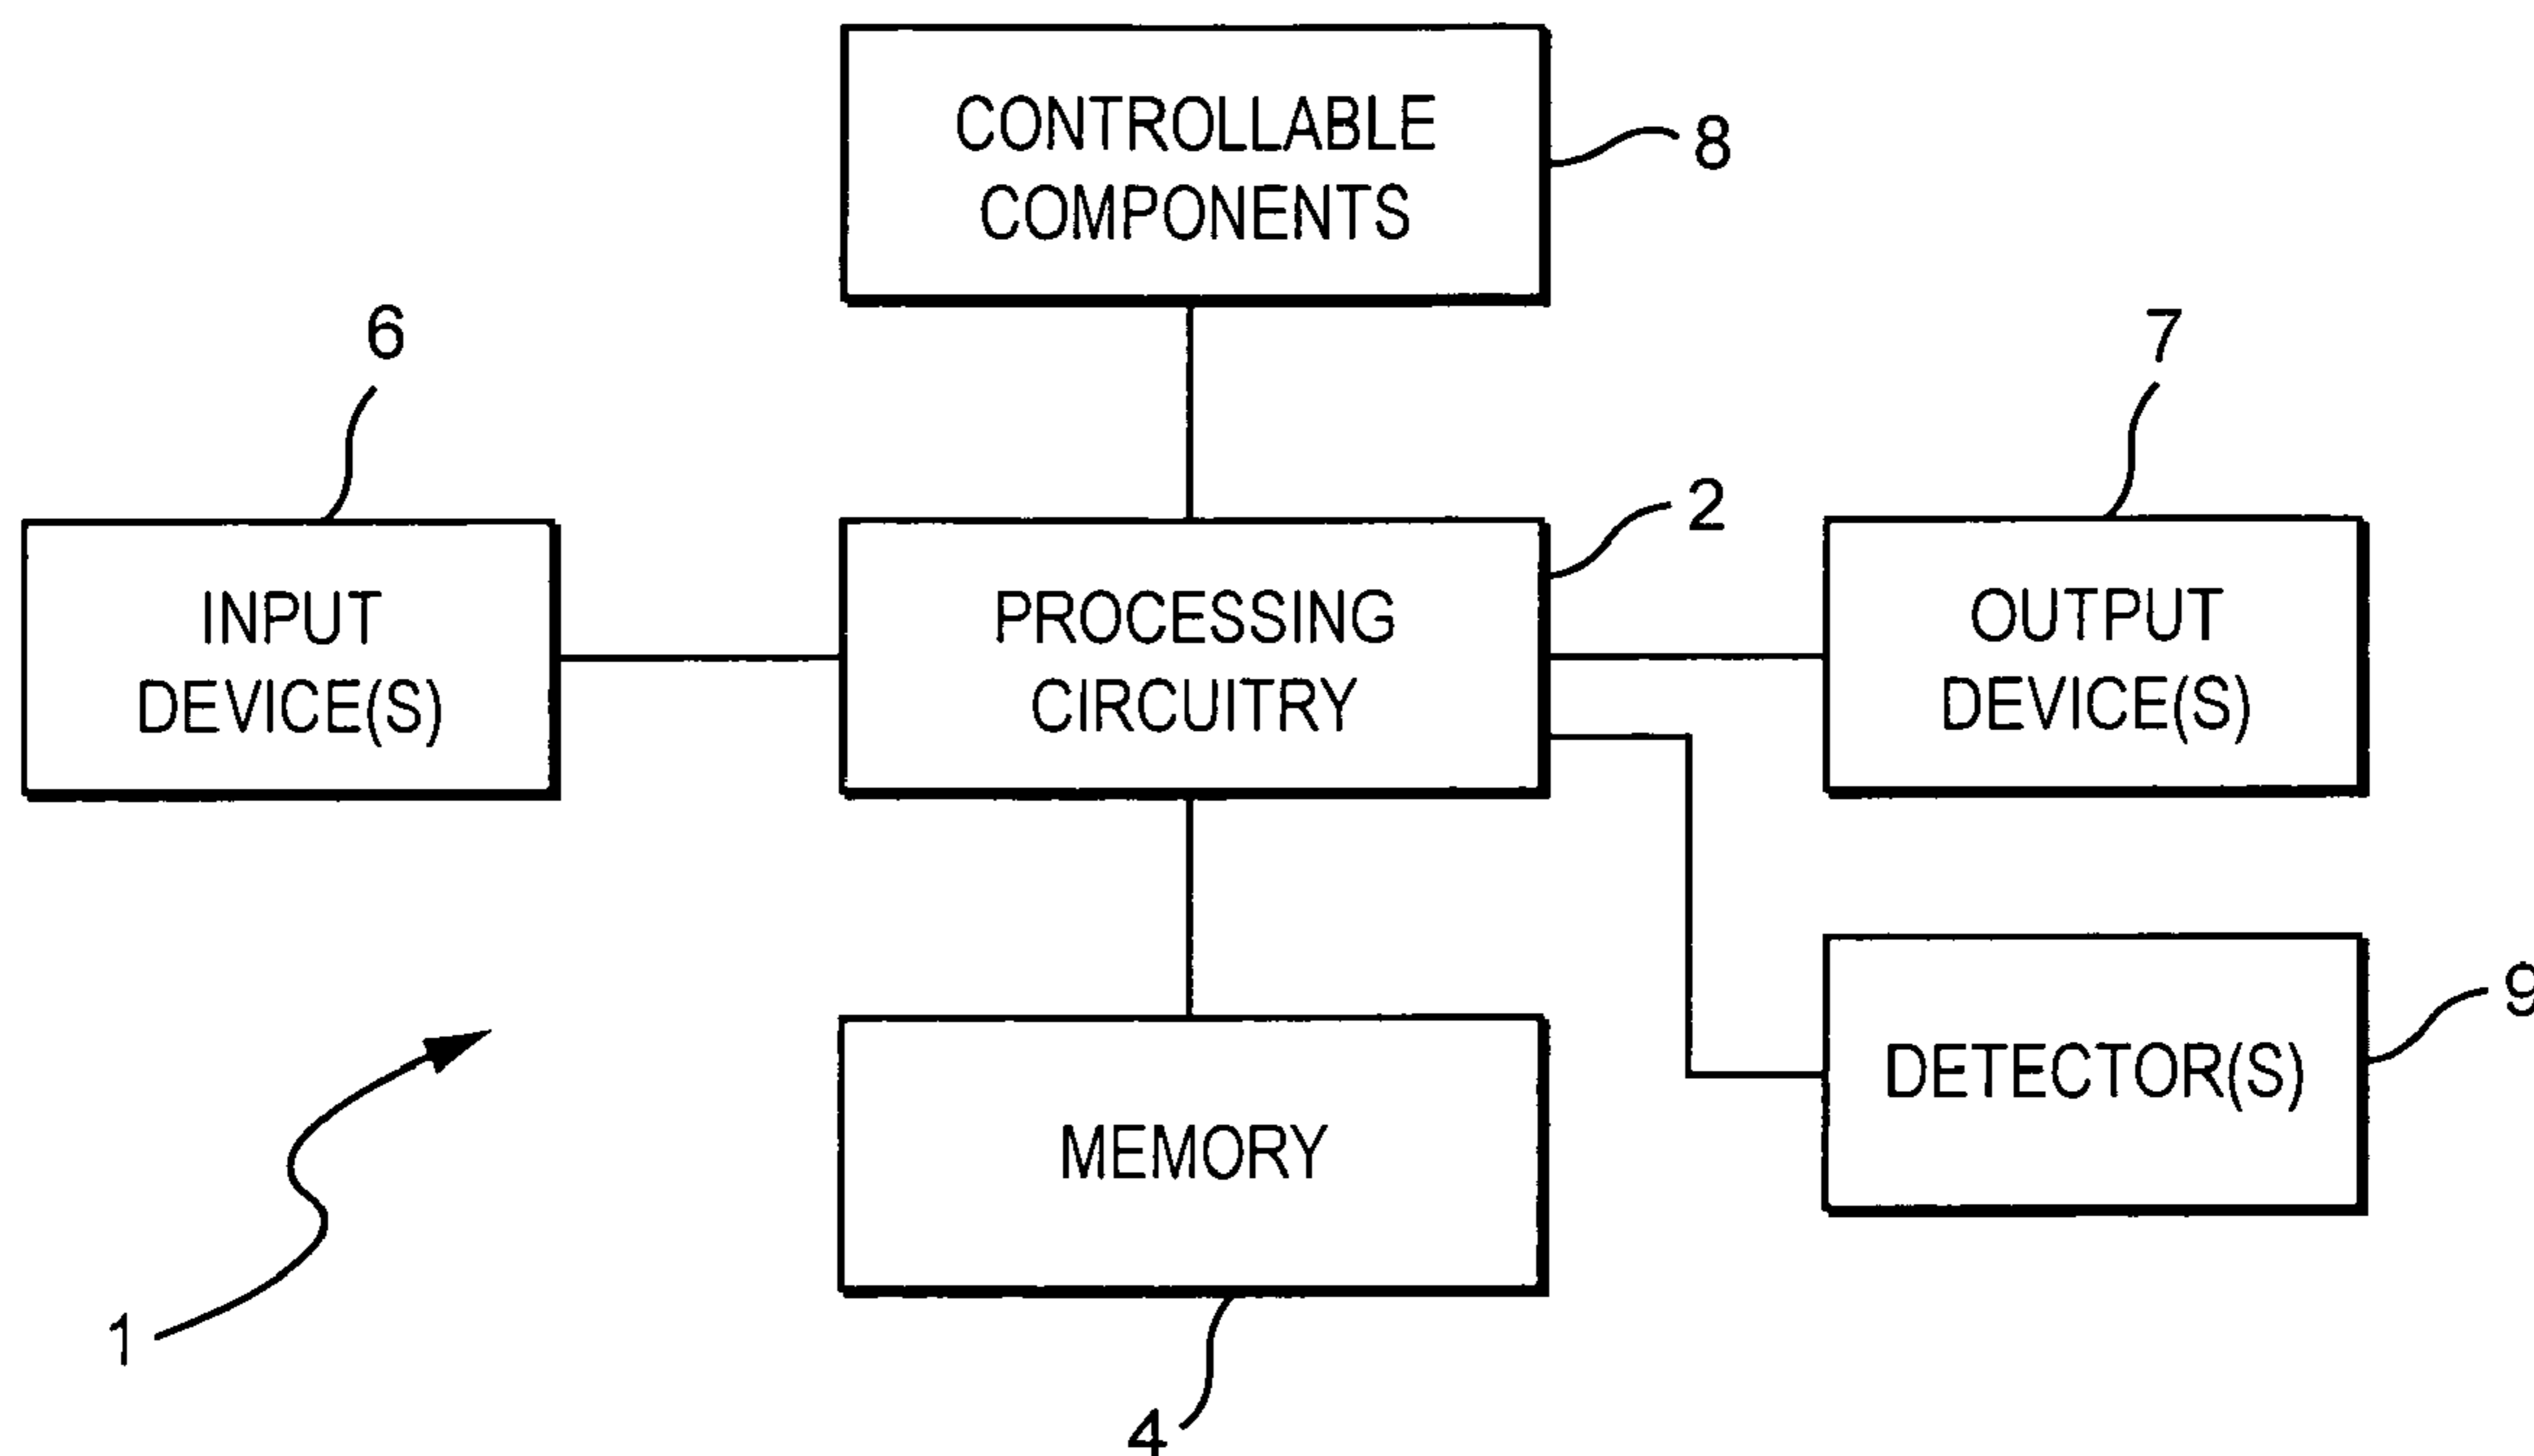 CONTROLLABLE
COMPONENTS
8
6
7
INPUT
DEVICE(S)
PROCESSING
CIRCUITRY
2
OUTPUT
DEVICE(S)
DETECTOR(S)
9
MEMORY
1
4